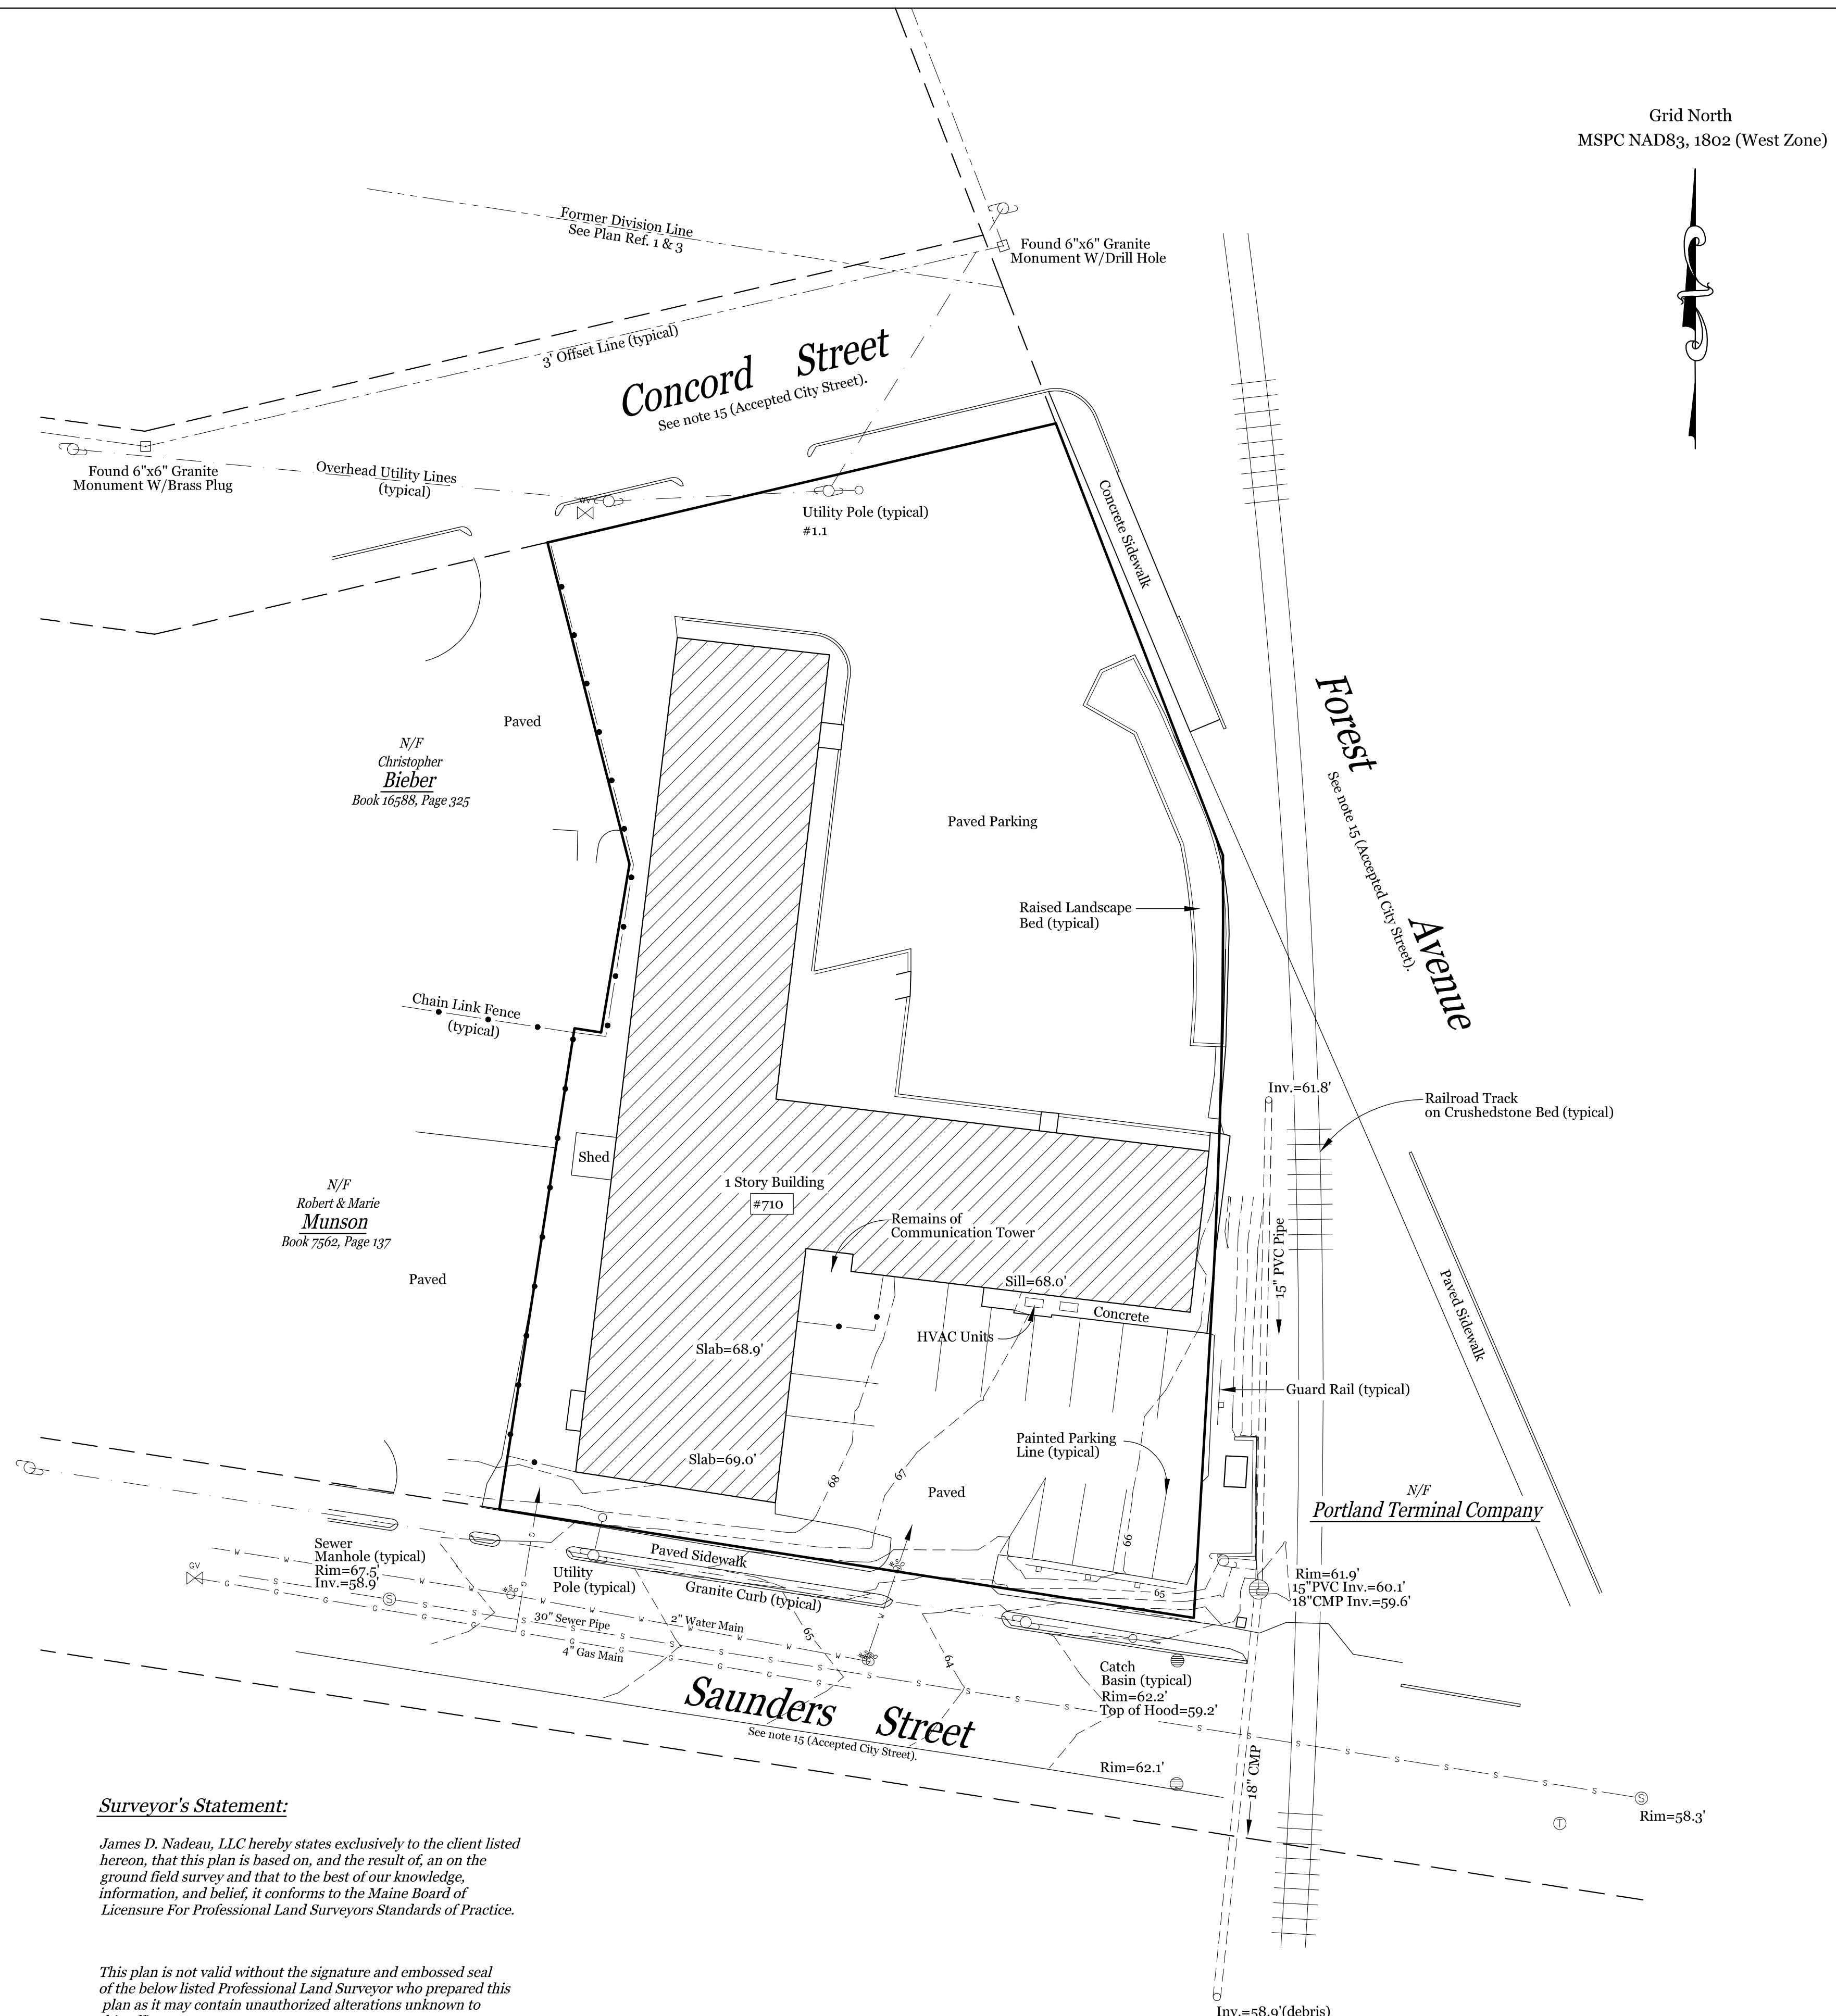 Grid North
MSPC NAD83, 1802 (West Zone)
Former Division Line
See Plan Ref. 1 & 3
Found 6"x6" Granite
Monument W/Drill Hole
3' Offset Line (typical)
Concord Street
See note 15 (Accepted City Street).
Found 6"x6" Granite
Monument W/Brass Plug
Overhead Utility Lines
(typical)
WV
Utility Pole (typical)
#1.1
Concrete Sidewalk
Forest Avenue
See note 15 (Accepted City Street).
Paved
N/F
Christopher
Bieber
Book 16588, Page 325
Paved Parking
Raised Landscape
Bed (typical)
Chain Link Fence
(typical)
Inv.=61.8'
Railroad Track
on Crushedstone Bed (typical)
Shed
1 Story Building
#710
N/F
Robert & Marie
Munson
Book 7562, Page 137
Paved
Remains of
Communication Tower
15" PVC Pipe
Sill=68.0'
Concrete
HVAC Units
Paved Sidewalk
Slab=68.9'
Guard Rail (typical)
Painted Parking
Line (typical)
Slab=69.0'
68
67
66
65
Paved
N/F
Portland Terminal Company
Sewer
Manhole (typical)
Rim=67.5'
Inv.=58.9'
GV
Utility
Pole (typical)
Paved Sidewalk
Granite Curb (typical)
Rim=61.9'
15"PVC Inv.=60.1'
18"CMP Inv.=59.6'
30" Sewer Pipe
2" Water Main
4" Gas Main
65
64
Catch
Basin (typical)
Rim=62.2'
Top of Hood=59.2'
Saunders Street
See note 15 (Accepted City Street).
Rim=62.1'
18" CMP
S
T
Rim=58.3'
Surveyor's Statement:
James D. Nadeau, LLC hereby states exclusively to the client listed
hereon, that this plan is based on, and the result of, an on the
ground field survey and that to the best of our knowledge,
information, and belief, it conforms to the Maine Board of
Licensure For Professional Land Surveyors Standards of Practice.
This plan is not valid without the signature and embossed seal
of the below listed Professional Land Surveyor who prepared this
plan as it may contain unauthorized alterations unknown to
Inv.=58.9'(debris)